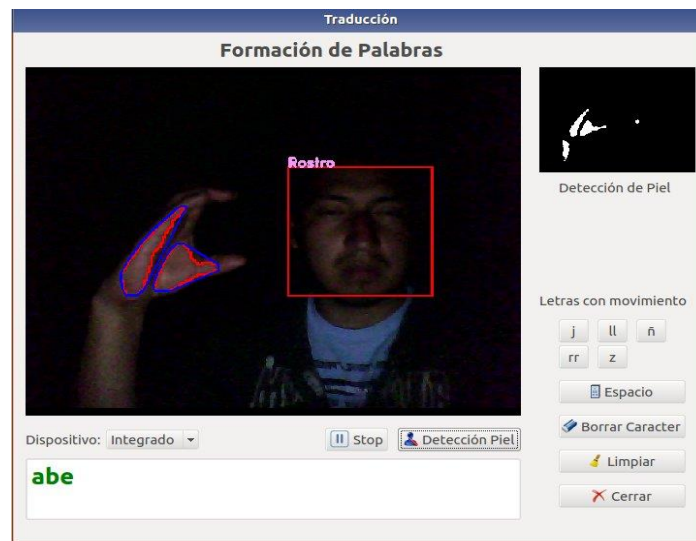 Traducción
Formación de Palabras
Rostro
Detección de Piel
Letras con movimiento
j ll ñ
rr z
Espacio
Borrar Caracter
Limpiar
Cerrar
Dispositivo: Integrado Stop Detección Piel
abe